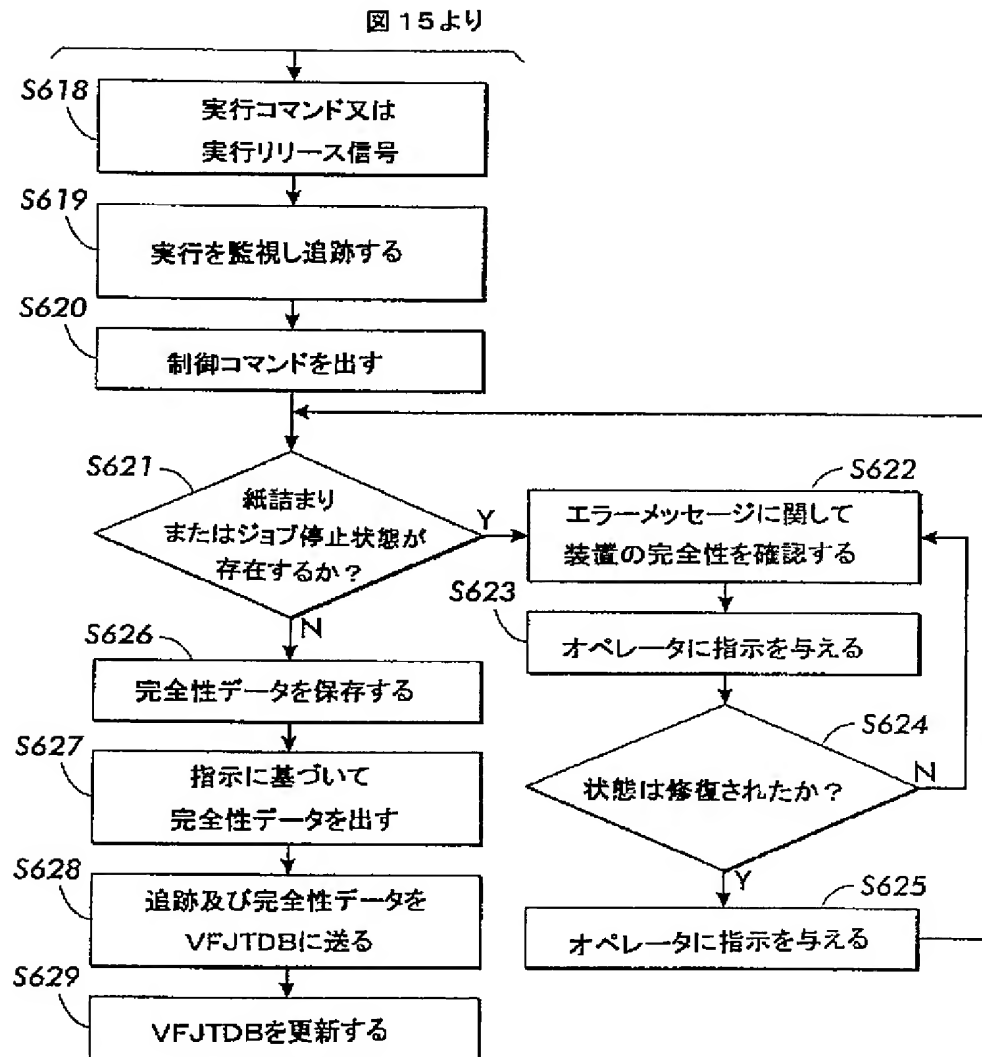 図15より
S618
実行コマンド又は
実行リリース信号
S619
実行を監視し追跡する
S620
制御コマンドを出す
S621
紙詰まり
またはジョブ停止状態が
存在するか?
Y
N
S622
エラーメッセージに関して
装置の完全性を確認する
S623
オペレータに指示を与える
S624
状態は修復されたか?
N
Y
S625
オペレータに指示を与える
S626
完全性データを保存する
S627
指示に基づいて
完全性データを出す
S628
追跡及び完全性データを
VFJTDBに送る
S629
VFJTDBを更新する